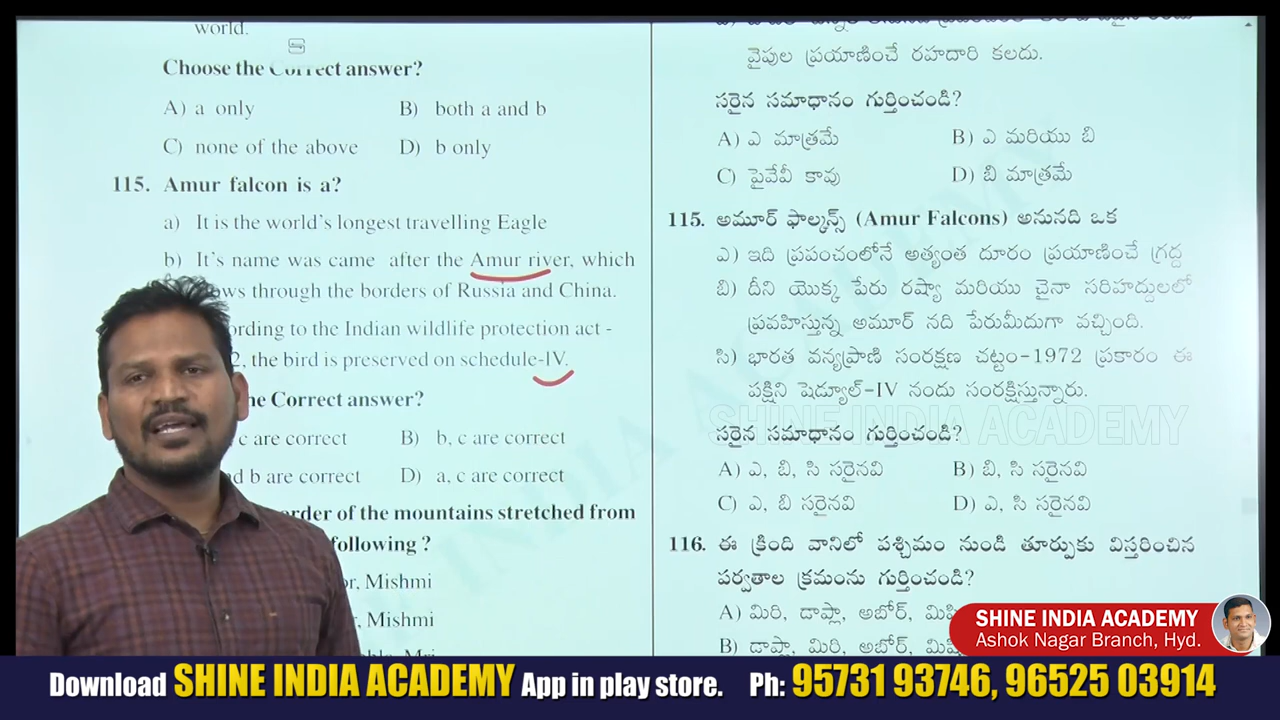 world.
Choose the Correct answer?
A) a only B) both a and b
C) none of the above D) b only
115. Amur falcon is a?
a) It is the world's longest travelling Eagle
b) It's name was came after the Amur river, which
through the borders of Russia and China.
to the Indian wildlife protection act -
the bird is preserved on schedule-IV.
Correct answer?
c are correct B) b, c are correct
b are correct D) a, c are correct
of the mountains stretched from
following ?
Mishmi
Mishmi
వైపుల ప్రయాణించే రహదారి కలదు.
సరైన సమాధానం గుర్తించండి?
A) ఎ మాత్రమే B) ఎ మరియు బి
C) పైవేవీ కావు D) బి మాత్రమే
115. అమూర్ ఫాల్కన్స్ (Amur Falcons) అనునది ఒక
ఎ) ఇది ప్రపంచంలోనే అత్యంత దూరం ప్రయాణించే గ్రద్ద
బి) దీని యొక్క పేరు రష్యా మరియు చైనా సరిహద్దులలో
ప్రవహిస్తున్న అమూర్ నది పేరుమీదుగా వచ్చింది.
సి) భారత వన్యప్రాణి సంరక్షణ చట్టం-1972 ప్రకారం ఈ
పక్షిని షెడ్యూల్-IV నందు సంరక్షిస్తున్నారు.
SHINE INDIA ACADEMY
సరైన సమాధానం గుర్తించండి?
A) ఎ, బి, సి సరైనవి B) బి, సి సరైనవి
C) ఎ, బి సరైనవి D) ఎ, సి సరైనవి
116. ఈ క్రింది వానిలో పశ్చిమం నుండి తూర్పుకు విస్తరించిన
పర్వతాల క్రమంను గుర్తించండి?
A) మిరి, డాప్లా, అబోర్,
B) డాప్లా, మిరి, అబోర్,
SHINE INDIA ACADEMY
Ashok Nagar Branch, Hyd.
Download SHINE INDIA ACADEMY App in play store. Ph: 95731 93746, 96525 03914